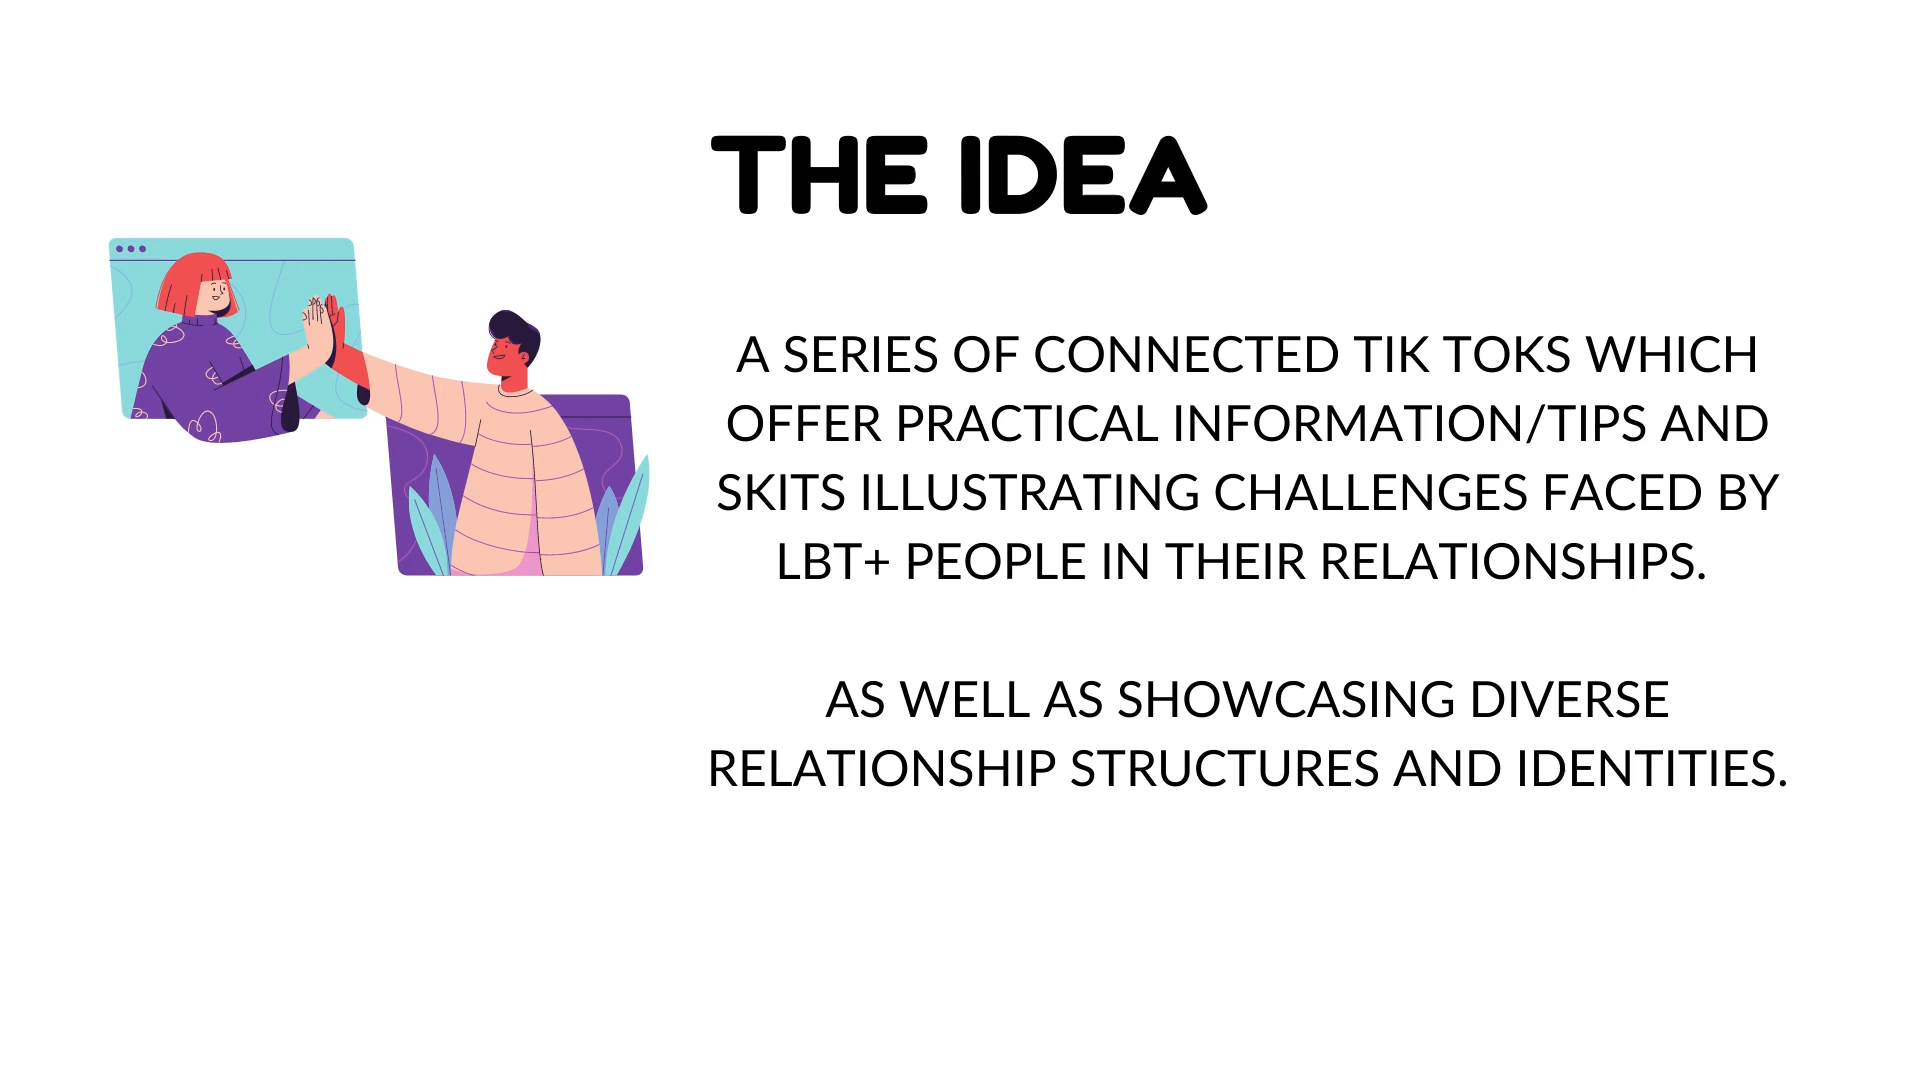 THE IDEA
A SERIES OF CONNECTED TIK TOKS WHICH
OFFER PRACTICAL INFORMATION/TIPS AND
SKITS ILLUSTRATING CHALLENGES FACED BY
LBT+ PEOPLE IN THEIR RELATIONSHIPS.
AS WELL AS SHOWCASING DIVERSE
RELATIONSHIP STRUCTURES AND IDENTITIES.